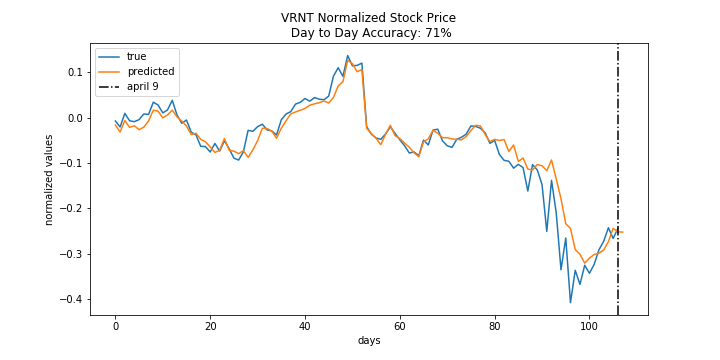 VRNT Normalized Stock Price
Day to Day Accuracy: 71%
true
predicted
april 9
normalized values
0.1
0.0
−0.1
−0.2
−0.3
−0.4
0 20 40 60 80 100
days